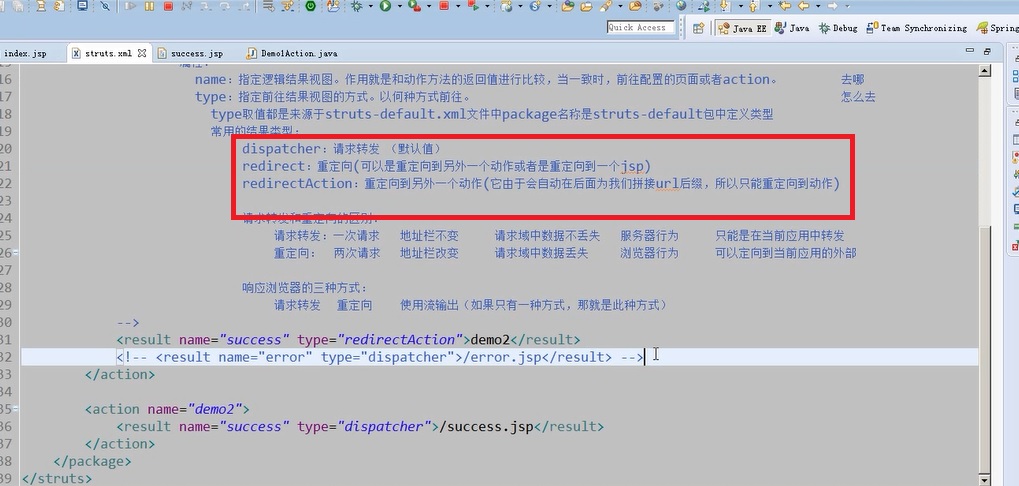 Quick Access
Java EE
Java
Debug
Team Synchronizing
Spring
index.jsp
struts.xml
success.jsp
Demo1Action.java
16 name：指定逻辑结果视图。作用就是和动作方法的返回值进行比较，当一致时，前往配置的页面或者action。 去哪
17 type：指定前往结果视图的方式。以何种方式前往。 怎么去
18 type取值都是来源于struts-default.xml文件中package名称是struts-default包中定义类型
19 常用的结果类型：
20 dispatcher：请求转发 （默认值）
21 redirect：重定向(可以是重定向到另外一个动作或者是重定向到一个jsp)
22 redirectAction：重定向到另外一个动作(它由于会自动在后面为我们拼接url后缀，所以只能重定向到动作)
23
24 请求转发和重定向的区别：
25 请求转发：一次请求 地址栏不变 请求域中数据不丢失 服务器行为 只能是在当前应用中转发
26 重定向： 两次请求 地址栏改变 请求域中数据丢失 浏览器行为 可以定向到当前应用的外部
27
28 响应浏览器的三种方式：
29 请求转发 重定向 使用流输出（如果只有一种方式，那就是此种方式）
30 -->
31 <result name="success" type="redirectAction">demo2</result>
32 <!-- <result name="error" type="dispatcher">/error.jsp</result> -->
33 </action>
34
35 <action name="demo2">
36 <result name="success" type="dispatcher">/success.jsp</result>
37 </action>
38 </package>
39 </struts>